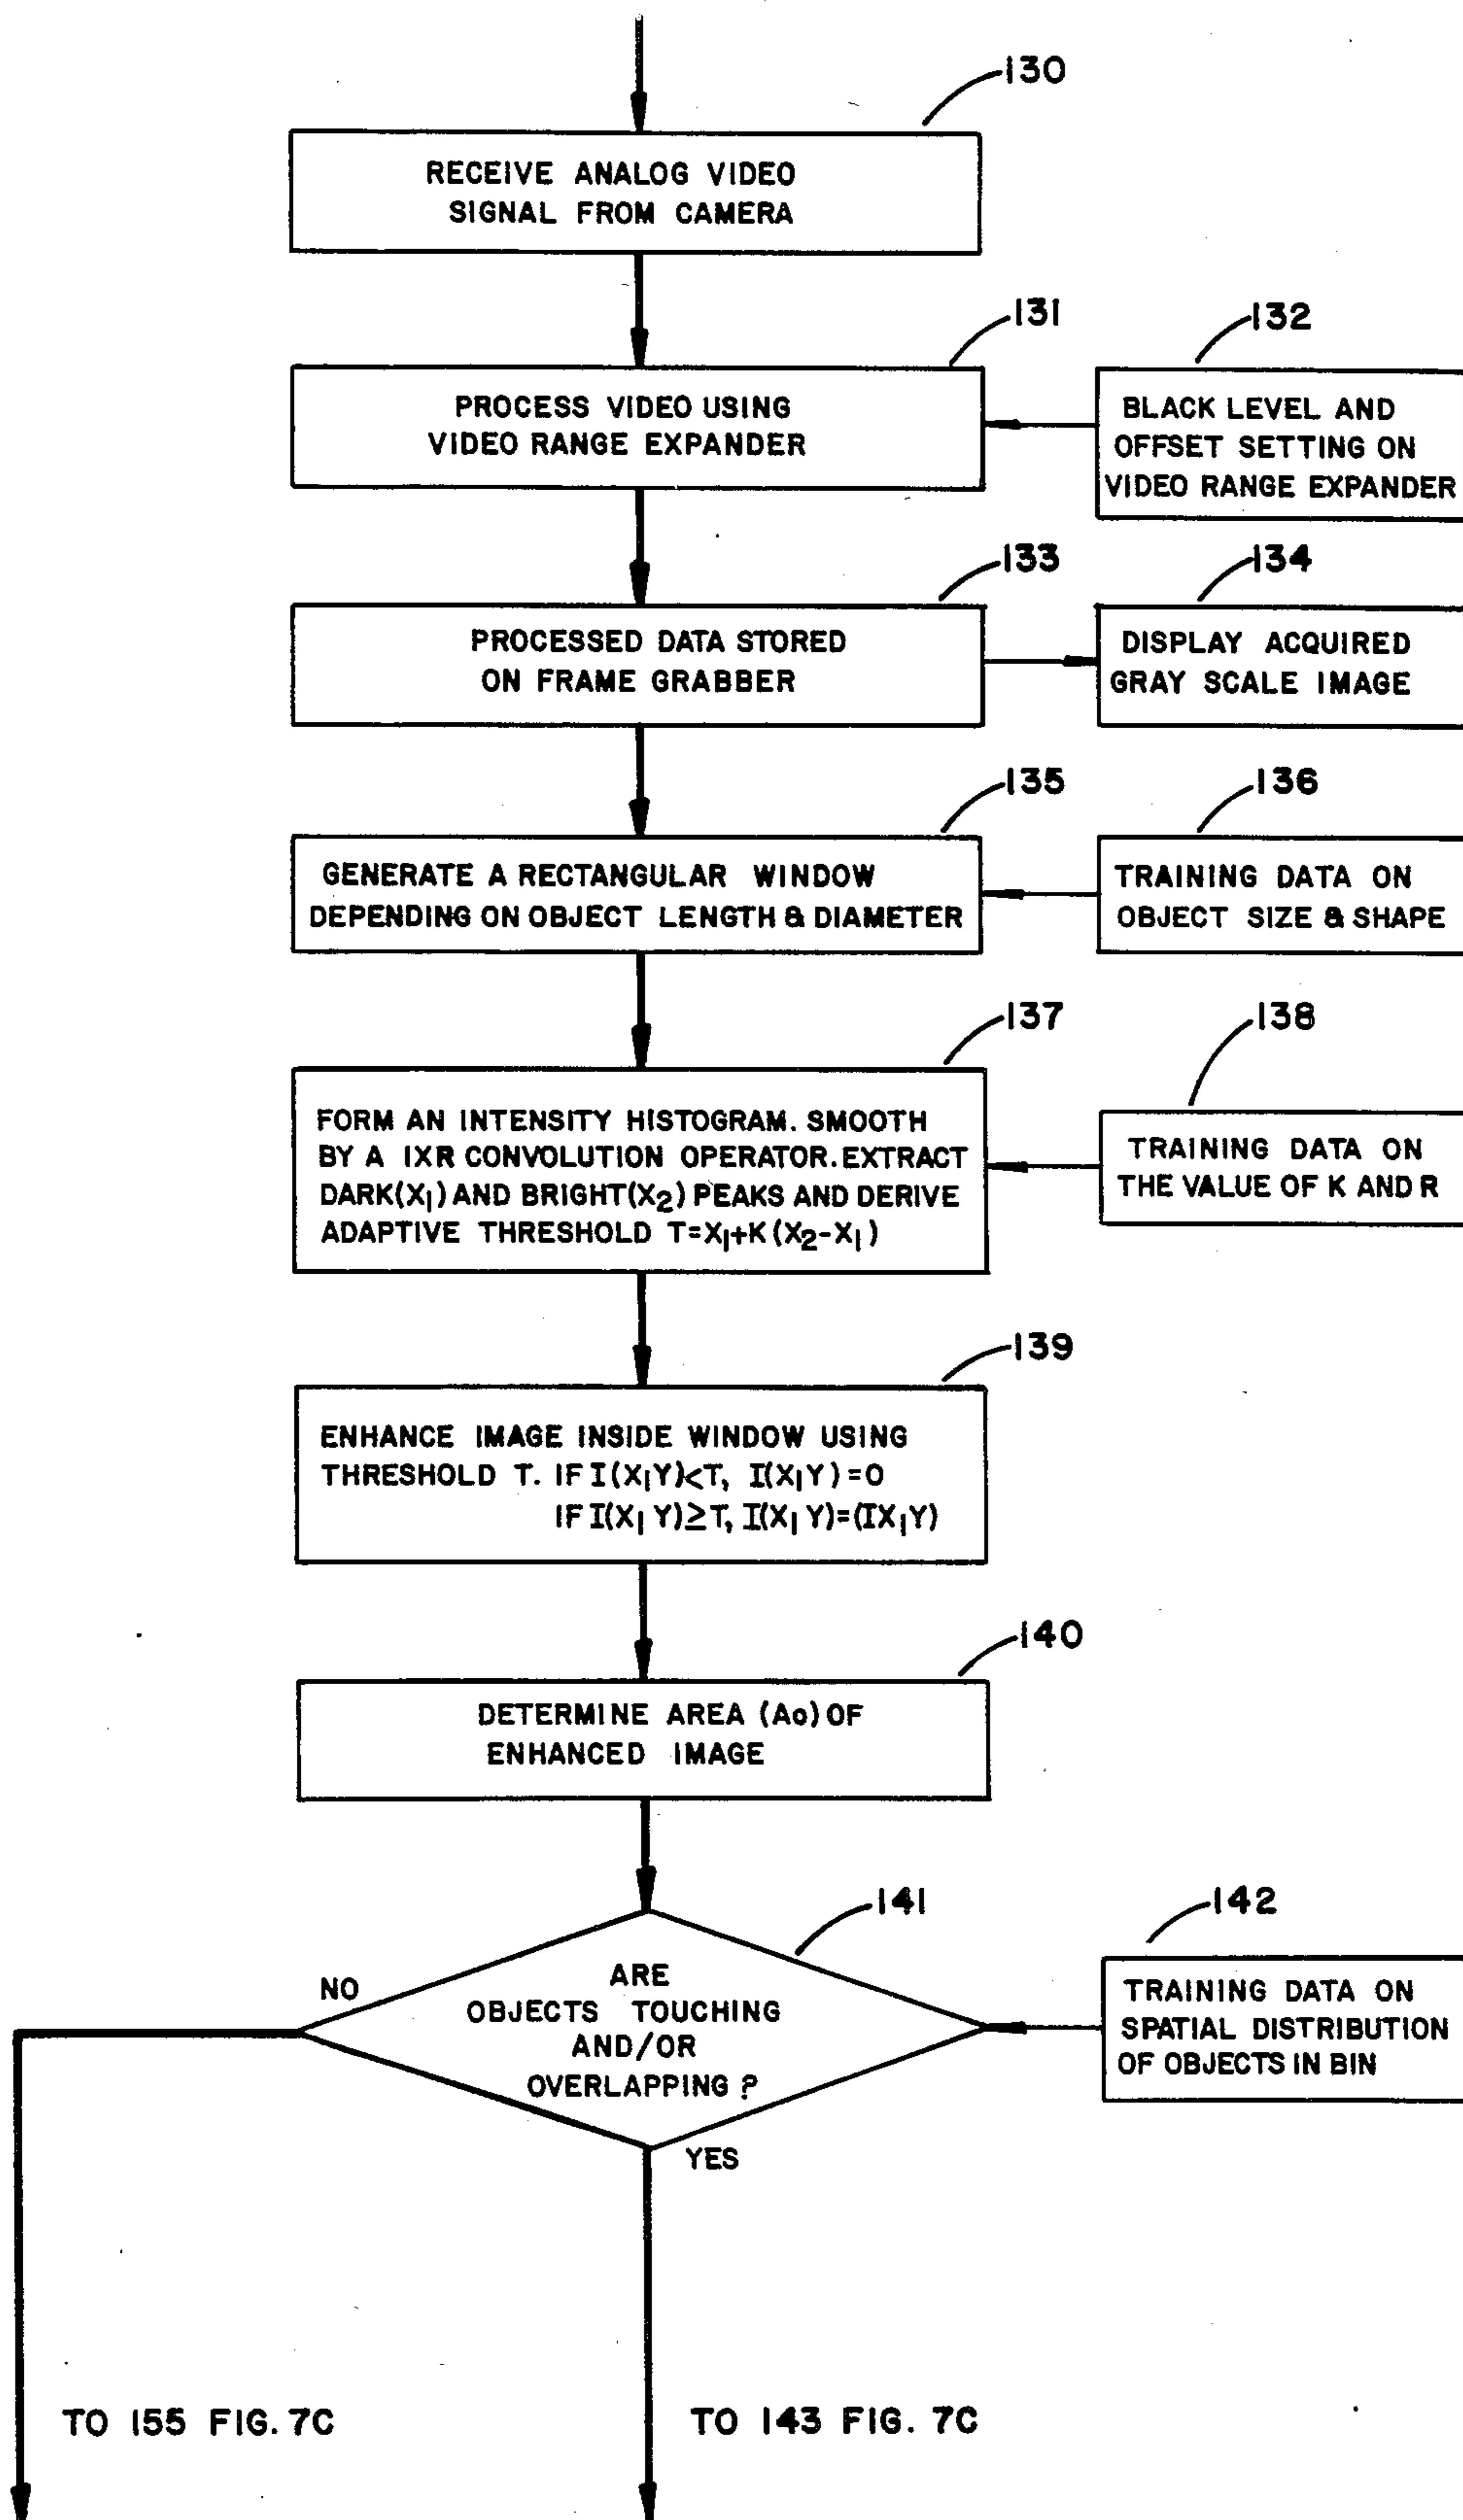 130
RECEIVE ANALOG VIDEO
SIGNAL FROM CAMERA
131
PROCESS VIDEO USING
VIDEO RANGE EXPANDER
132
BLACK LEVEL AND
OFFSET SETTING ON
VIDEO RANGE EXPANDER
133
PROCESSED DATA STORED
ON FRAME GRABBER
134
DISPLAY ACQUIRED
GRAY SCALE IMAGE
135
GENERATE A RECTANGULAR WINDOW
DEPENDING ON OBJECT LENGTH & DIAMETER
136
TRAINING DATA ON
OBJECT SIZE & SHAPE
137
FORM AN INTENSITY HISTOGRAM. SMOOTH
BY A 1XR CONVOLUTION OPERATOR. EXTRACT
DARK(X₁) AND BRIGHT(X₂) PEAKS AND DERIVE
ADAPTIVE THRESHOLD T=X₁+K(X₂-X₁)
138
TRAINING DATA ON
THE VALUE OF K AND R
139
ENHANCE IMAGE INSIDE WINDOW USING
THRESHOLD T. IF I(X₁Y)<T, I(X₁Y)=0
IF I(X₁Y)≥T, I(X₁Y)=(IX₁Y)
140
DETERMINE AREA (Ao) OF
ENHANCED IMAGE
141
ARE
OBJECTS TOUCHING
AND/OR
OVERLAPPING ?
NO
YES
142
TRAINING DATA ON
SPATIAL DISTRIBUTION
OF OBJECTS IN BIN
TO 155 FIG. 7C
TO 143 FIG. 7C